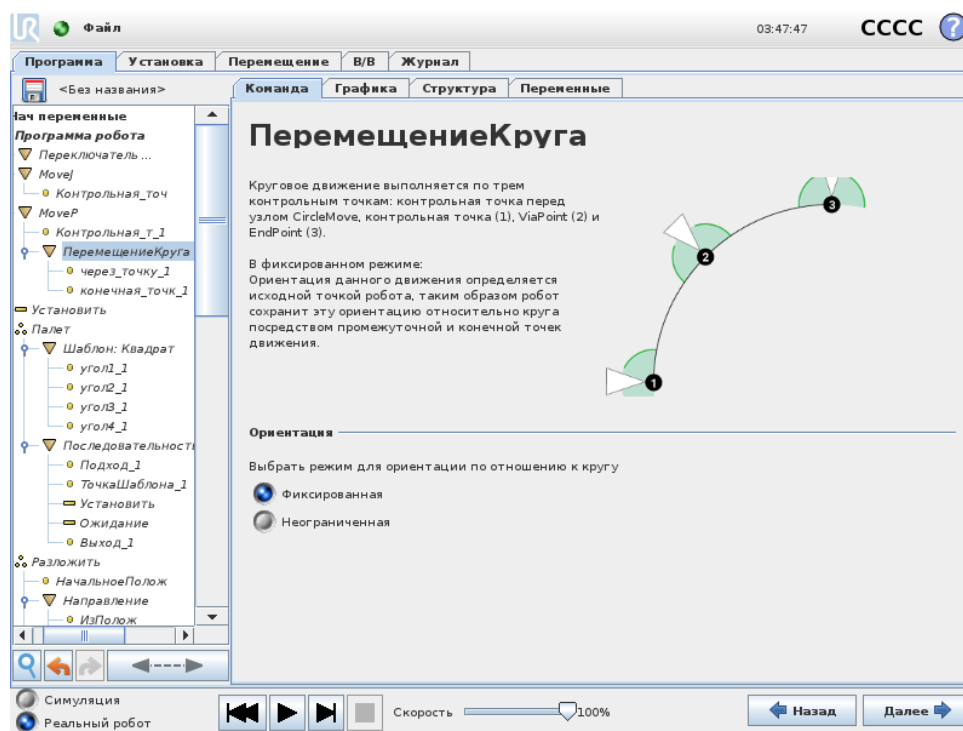 UR Файл 03:47:47 CCCC ?
Программа Установка Перемещение В/В Журнал
<Без названия>
Команда Графика Структура Переменные
Нач переменные
Программа робота
Переключатель ...
MoveJ
Контрольная_точ
MoveP
Контрольная_т_1
ПеремещениеКруга
через_точку_1
конечная_точк_1
Установить
Палет
Шаблон: Квадрат
угол1_1
угол2_1
угол3_1
угол4_1
Последовательность
Подход_1
ТочкаШаблона_1
Установить
Ожидание
Выход_1
Разложить
НачальноеПолож
Направление
ИзПолож
ПеремещениеКруга
Круговое движение выполняется по трем
контрольным точкам: контрольная точка перед
узлом CircleMove, контрольная точка (1), ViaPoint (2) и
EndPoint (3).
В фиксированном режиме:
Ориентация данного движения определяется
исходной точкой робота, таким образом робот
сохранит эту ориентацию относительно круга
посредством промежуточной и конечной точек
движения.
3
2
1
Ориентация
Выбрать режим для ориентации по отношению к кругу
Фиксированная
Неограниченная
Симуляция
Реальный робот
Скорость 100%
Назад Далее